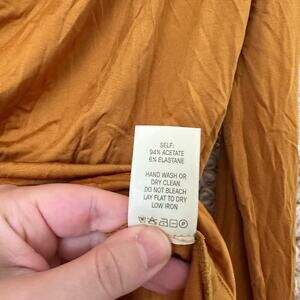 SELF:
94% ACETATE
6% ELASTANE
HAND WASH OR
DRY CLEAN
DO NOT BLEACH
LAY FLAT TO DRY
LOW IRON
P